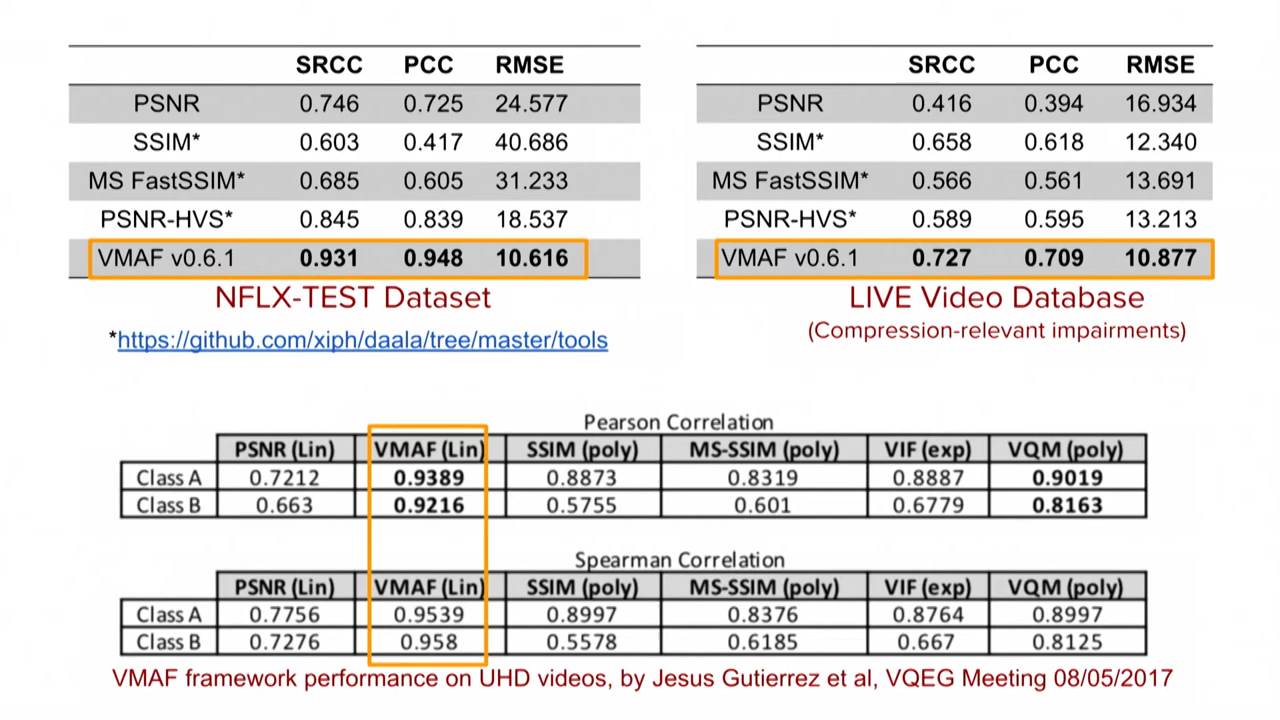 SRCC PCC RMSE
PSNR 0.746 0.725 24.577
SSIM* 0.603 0.417 40.686
MS FastSSIM* 0.685 0.605 31.233
PSNR-HVS* 0.845 0.839 18.537
VMAF v0.6.1 0.931 0.948 10.616
NFLX-TEST Dataset
*https://github.com/xiph/daala/tree/master/tools
SRCC PCC RMSE
PSNR 0.416 0.394 16.934
SSIM* 0.658 0.618 12.340
MS FastSSIM* 0.566 0.561 13.691
PSNR-HVS* 0.589 0.595 13.213
VMAF v0.6.1 0.727 0.709 10.877
LIVE Video Database
(Compression-relevant impairments)
Pearson Correlation
PSNR (Lin) VMAF (Lin) SSIM (poly) MS-SSIM (poly) VIF (exp) VQM (poly)
Class A 0.7212 0.9389 0.8873 0.8319 0.8887 0.9019
Class B 0.663 0.9216 0.5755 0.601 0.6779 0.8163
Spearman Correlation
PSNR (Lin) VMAF (Lin) SSIM (poly) MS-SSIM (poly) VIF (exp) VQM (poly)
Class A 0.7756 0.9539 0.8997 0.8376 0.8764 0.8997
Class B 0.7276 0.958 0.5578 0.6185 0.667 0.8125
VMAF framework performance on UHD videos, by Jesus Gutierrez et al, VQEG Meeting 08/05/2017